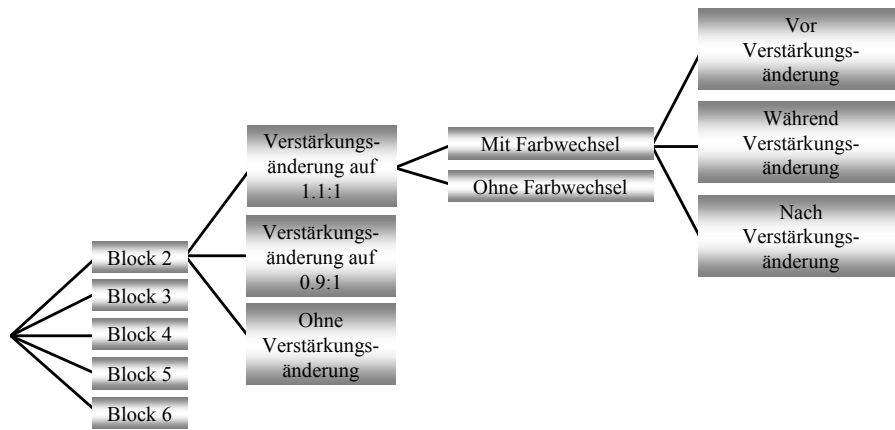 Block 2
Block 3
Block 4
Block 5
Block 6
Verstärkungs-
änderung auf
1.1:1
Verstärkungs-
änderung auf
0.9:1
Ohne
Verstärkungs-
änderung
Mit Farbwechsel
Ohne Farbwechsel
Vor
Verstärkungs-
änderung
Während
Verstärkungs-
änderung
Nach
Verstärkungs-
änderung